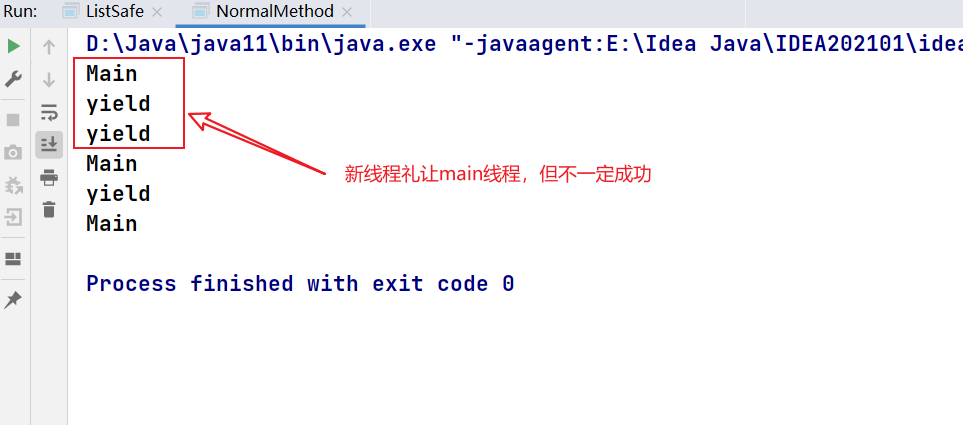 Run: ListSafe × NormalMethod ×
D:\Java\java11\bin\java.exe "-javaagent:E:\Idea Java\IDEA202101\idea
Main
yield
yield
Main
新线程礼让main线程，但不一定成功
yield
Main
Process finished with exit code 0